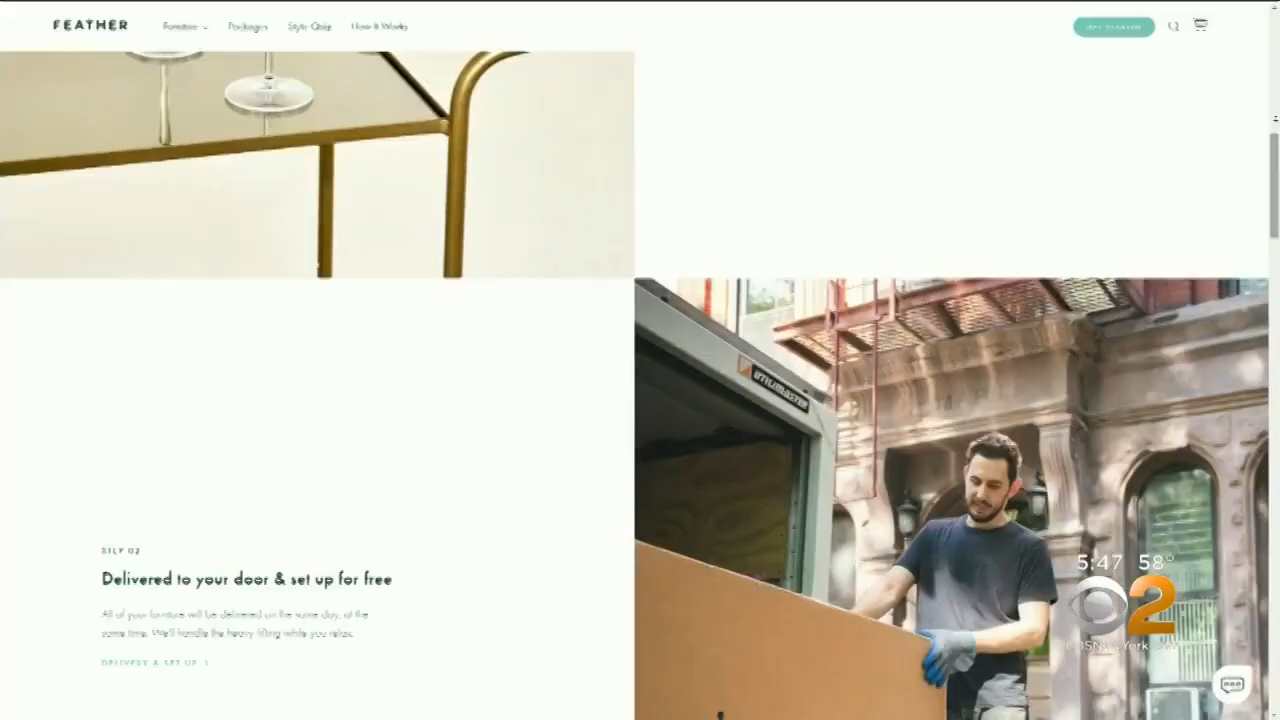 FEATHER Furniture Packages Style Quiz How It Works
UTILIMASTER
STEP 02
Delivered to your door & set up for free
All of your furniture will be delivered on the same day, at the
same time. We'll handle the heavy lifting while you relax.
DELIVERY & SET UP
5:47 58°
2